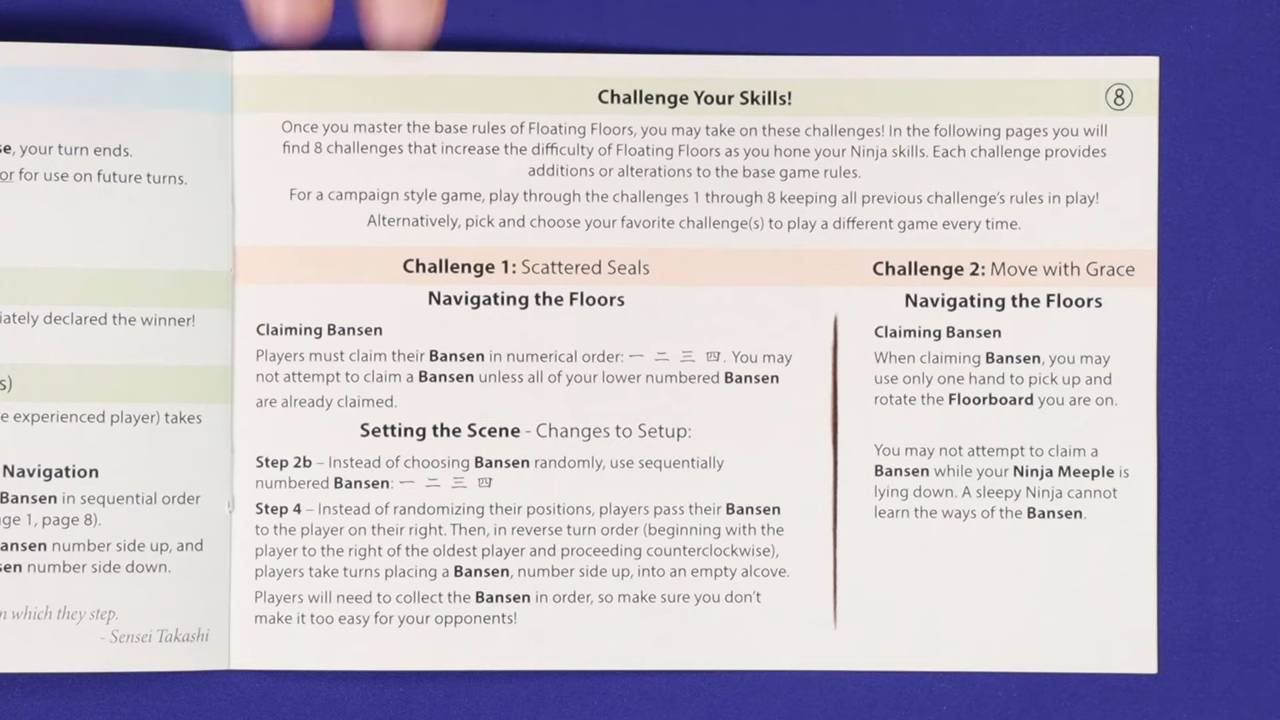 se, your turn ends.
or for use on future turns.
iately declared the winner!
s)
e experienced player) takes
Navigation
Bansen in sequential order
ge 1, page 8).
ansen number side up, and
sen number side down.
n which they step.
- Sensei Takashi
Challenge Your Skills!
8
Once you master the base rules of Floating Floors, you may take on these challenges! In the following pages you will
find 8 challenges that increase the difficulty of Floating Floors as you hone your Ninja skills. Each challenge provides
additions or alterations to the base game rules.
For a campaign style game, play through the challenges 1 through 8 keeping all previous challenge's rules in play!
Alternatively, pick and choose your favorite challenge(s) to play a different game every time.
Challenge 1: Scattered Seals
Navigating the Floors
Claiming Bansen
Players must claim their Bansen in numerical order: 一 二 三 四. You may
not attempt to claim a Bansen unless all of your lower numbered Bansen
are already claimed.
Setting the Scene - Changes to Setup:
Step 2b – Instead of choosing Bansen randomly, use sequentially
numbered Bansen: 一 二 三 四
Step 4 – Instead of randomizing their positions, players pass their Bansen
to the player on their right. Then, in reverse turn order (beginning with the
player to the right of the oldest player and proceeding counterclockwise),
players take turns placing a Bansen, number side up, into an empty alcove.
Players will need to collect the Bansen in order, so make sure you don't
make it too easy for your opponents!
Challenge 2: Move with Grace
Navigating the Floors
Claiming Bansen
When claiming Bansen, you may
use only one hand to pick up and
rotate the Floorboard you are on.
You may not attempt to claim a
Bansen while your Ninja Meeple is
lying down. A sleepy Ninja cannot
learn the ways of the Bansen.